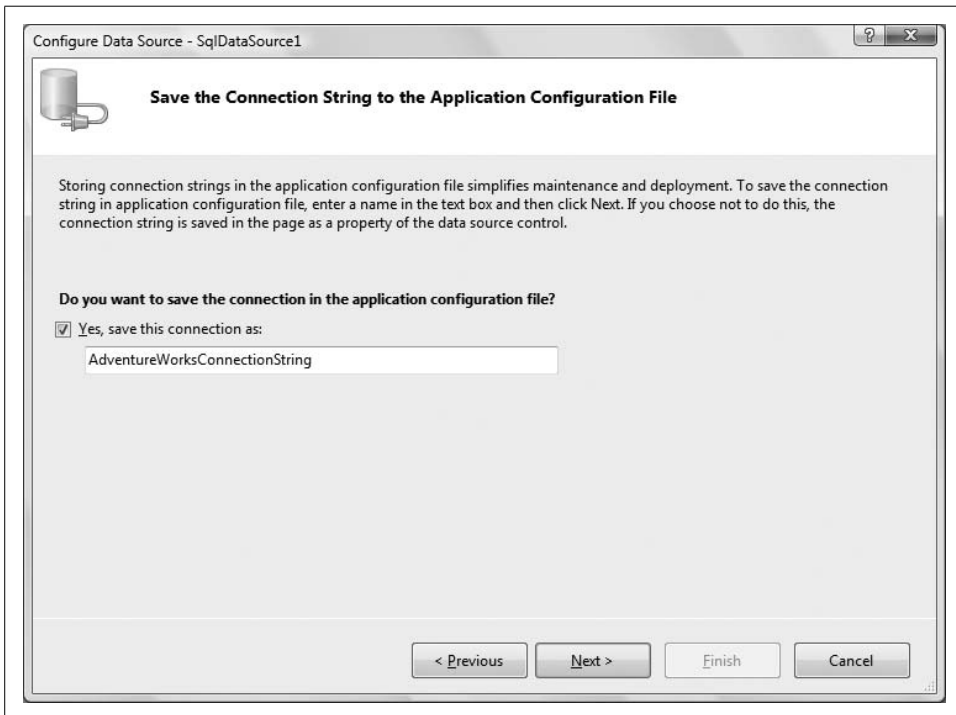 Configure Data Source - SqlDataSource1
Save the Connection String to the Application Configuration File
Storing connection strings in the application configuration file simplifies maintenance and deployment. To save the connection
string in application configuration file, enter a name in the text box and then click Next. If you choose not to do this, the
connection string is saved in the page as a property of the data source control.
Do you want to save the connection in the application configuration file?
Yes, save this connection as:
AdventureWorksConnectionString
< Previous
Next >
Finish
Cancel